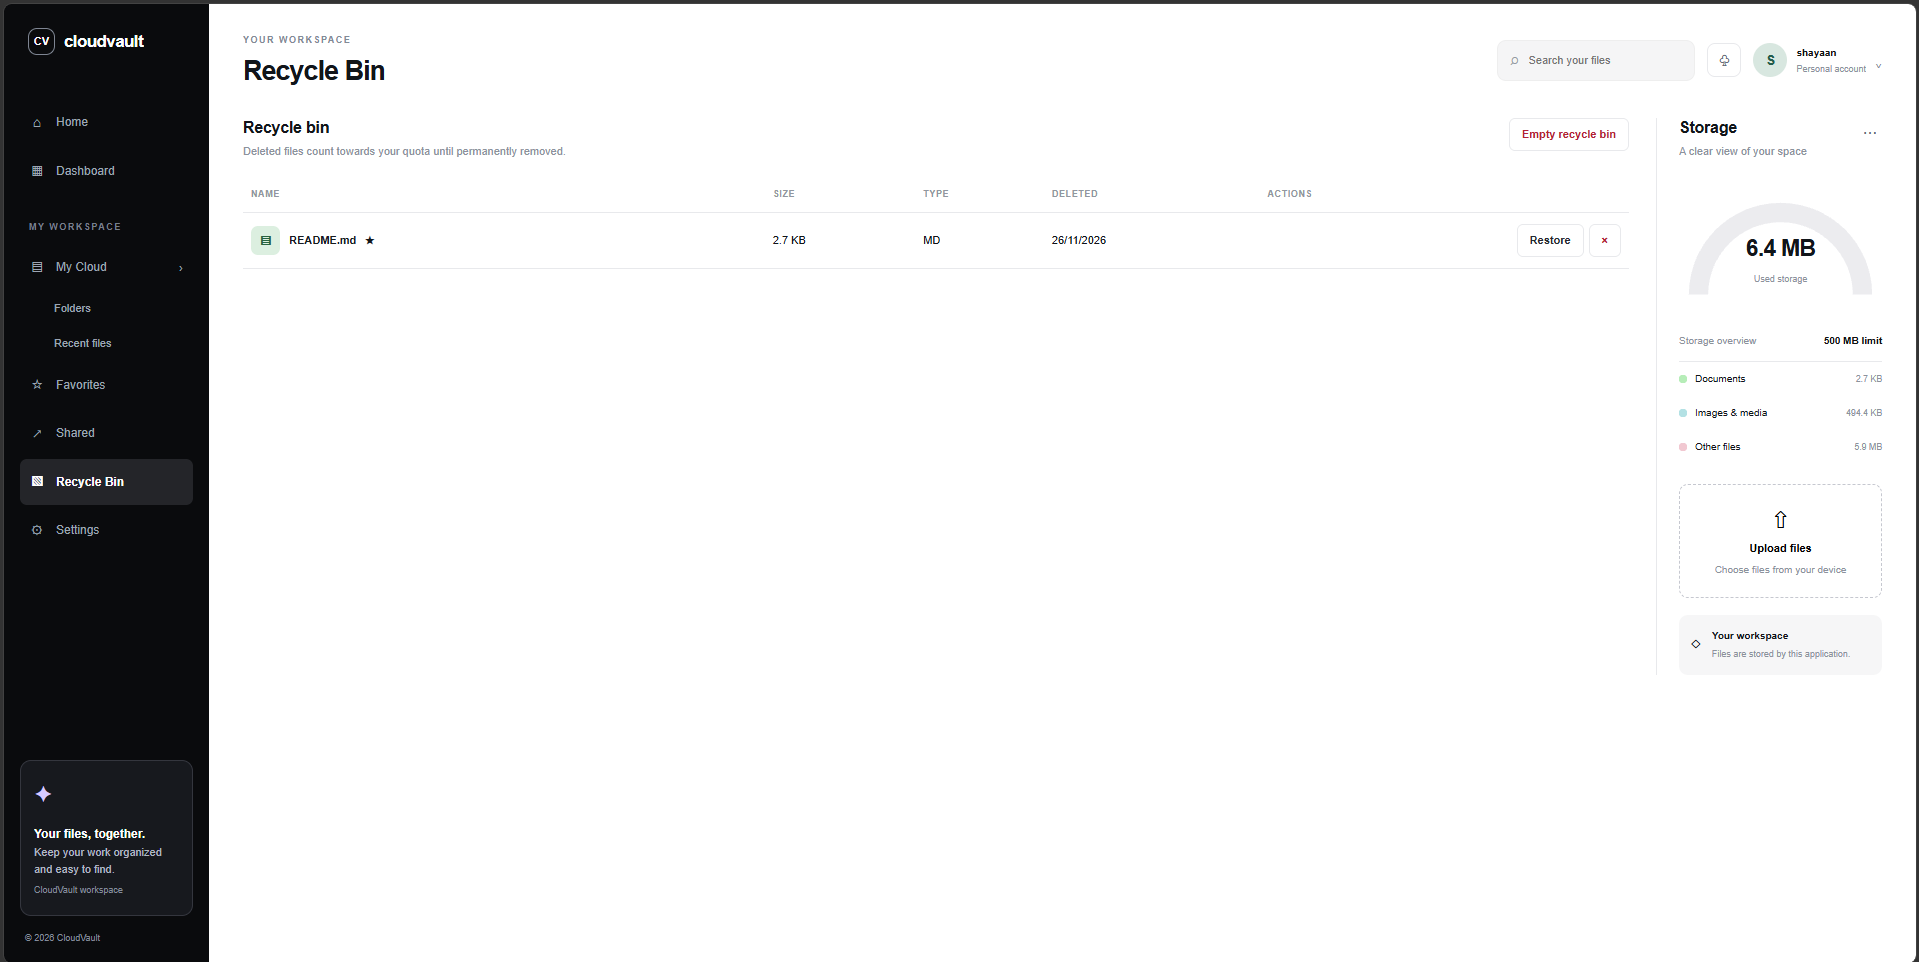 CV cloudvault
Home
Dashboard
MY WORKSPACE
My Cloud
Folders
Recent files
Favorites
Shared
Recycle Bin
Settings
Your files, together.
Keep your work organized
and easy to find.
CloudVault workspace
© 2026 CloudVault
YOUR WORKSPACE
Recycle Bin
Search your files
S
shayaan
Personal account
Recycle bin
Deleted files count towards your quota until permanently removed.
Empty recycle bin
NAME SIZE TYPE DELETED ACTIONS
README.md 2.7 KB MD 26/11/2026 Restore ×
Storage
...
A clear view of your space
6.4 MB
Used storage
Storage overview 500 MB limit
Documents 2.7 KB
Images & media 494.4 KB
Other files 5.9 MB
Upload files
Choose files from your device
Your workspace
Files are stored by this application.